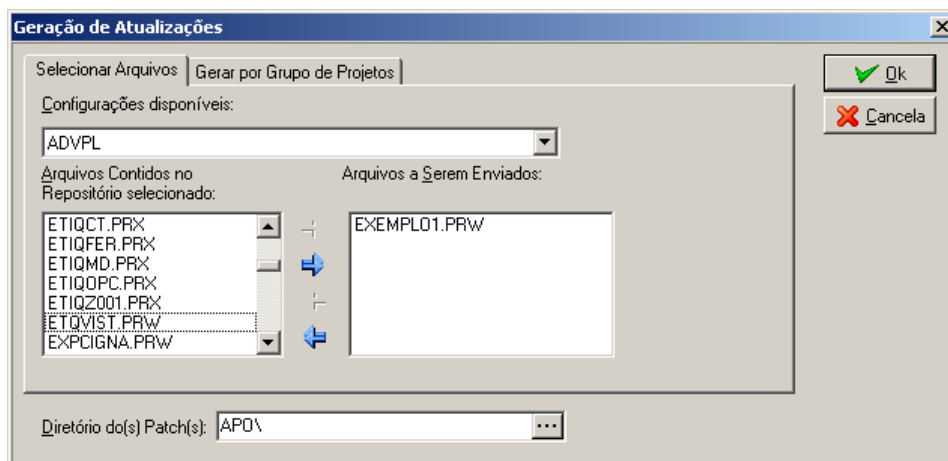 Geração de Atualizações
Selecionar Arquivos
Gerar por Grupo de Projetos
Ok
Cancela
Configurações disponíveis:
ADVPL
Arquivos Contidos no
Repositório selecionado:
Arquivos a Serem Enviados:
ETIQCT.PRX
ETIQFER.PRX
ETIQMD.PRX
ETIQOPC.PRX
ETIQZ001.PRX
ETQVIST.PRW
EXPCIGNA.PRW
EXEMPLO1.PRW
Diretório do(s) Patch(s):
APO\
...